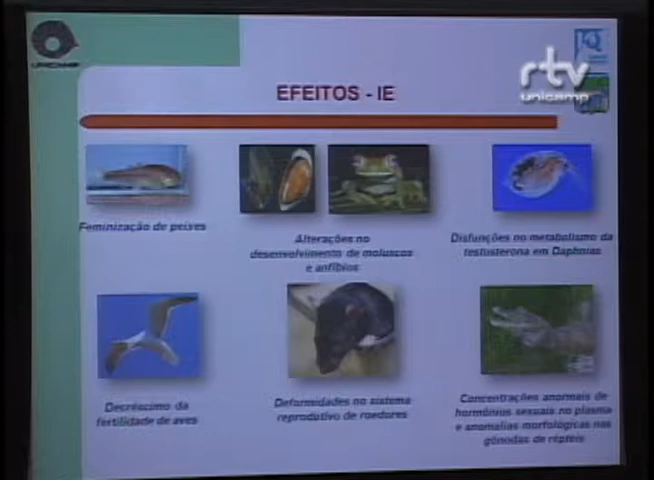 UNICAMP
rtv
unicamp
EFEITOS - IE
Feminização de peixes
Alterações no
desenvolvimento de moluscos
e anfíbios
Disfunções no metabolismo da
testosterona em Daphnias
Decréscimo da
fertilidade de aves
Deformidades no sistema
reprodutivo de roedores
Concentrações anormais de
hormônios sexuais no plasma
e anomalias morfológicas nas
gônodas de répteis